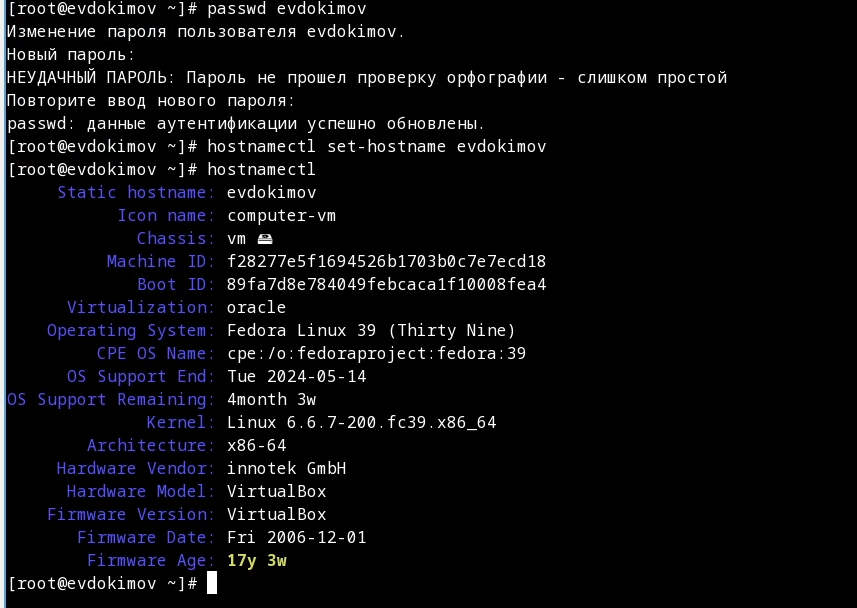 [root@evdokimov ~]# passwd evdokimov
Изменение пароля пользователя evdokimov.
Новый пароль:
НЕУДАЧНЫЙ ПАРОЛЬ: Пароль не прошел проверку орфографии - слишком простой
Повторите ввод нового пароля:
passwd: данные аутентификации успешно обновлены.
[root@evdokimov ~]# hostnamectl set-hostname evdokimov
[root@evdokimov ~]# hostnamectl
Static hostname: evdokimov
Icon name: computer-vm
Chassis: vm
Machine ID: f28277e5f1694526b1703b0c7e7ecd18
Boot ID: 89fa7d8e784049febcaca1f10008fea4
Virtualization: oracle
Operating System: Fedora Linux 39 (Thirty Nine)
CPE OS Name: cpe:/o:fedoraproject:fedora:39
OS Support End: Tue 2024-05-14
OS Support Remaining: 4month 3w
Kernel: Linux 6.6.7-200.fc39.x86_64
Architecture: x86-64
Hardware Vendor: innotek GmbH
Hardware Model: VirtualBox
Firmware Version: VirtualBox
Firmware Date: Fri 2006-12-01
Firmware Age: 17y 3w
[root@evdokimov ~]#